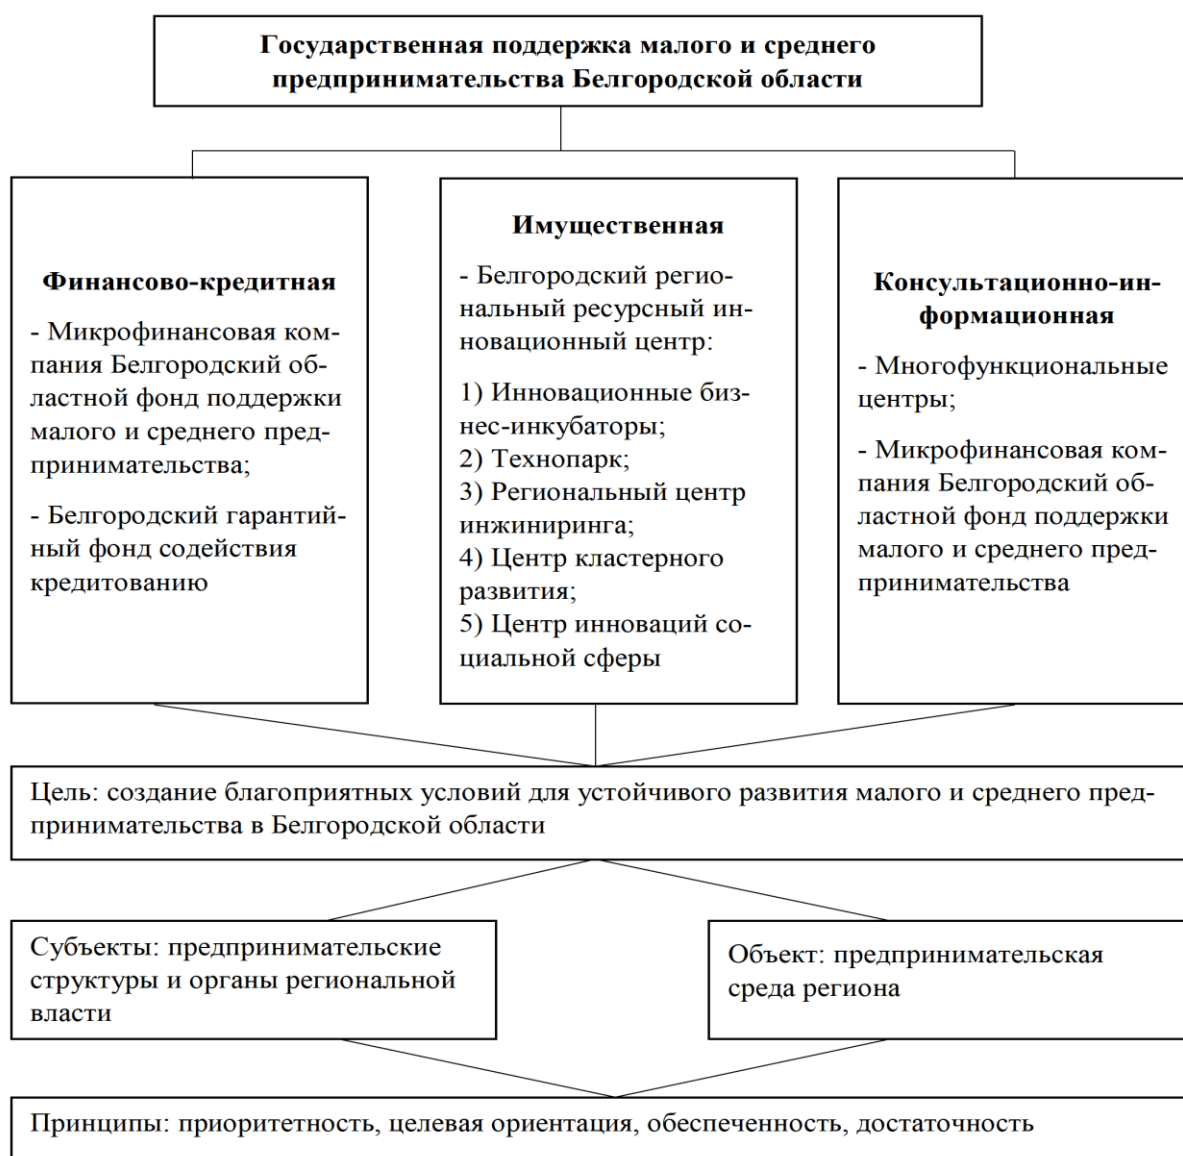 Государственная поддержка малого и среднего
предпринимательства Белгородской области
Финансово-кредитная
- Микрофинансовая ком-
пания Белгородский об-
ластной фонд поддержки
малого и среднего пред-
принимательства;
- Белгородский гарантий-
ный фонд содействия
кредитованию
Имущественная
- Белгородский регио-
нальный ресурсный ин-
новационный центр:
1) Инновационные биз-
нес-инкубаторы;
2) Технопарк;
3) Региональный центр
инжиниринга;
4) Центр кластерного
развития;
5) Центр инноваций со-
циальной сферы
Консультационно-ин-
формационная
- Многофункциональные
центры;
- Микрофинансовая ком-
пания Белгородский об-
ластной фонд поддержки
малого и среднего пред-
принимательства
Цель: создание благоприятных условий для устойчивого развития малого и среднего пред-
принимательства в Белгородской области
Субъекты: предпринимательские
структуры и органы региональной
власти
Объект: предпринимательская
среда региона
Принципы: приоритетность, целевая ориентация, обеспеченность, достаточность